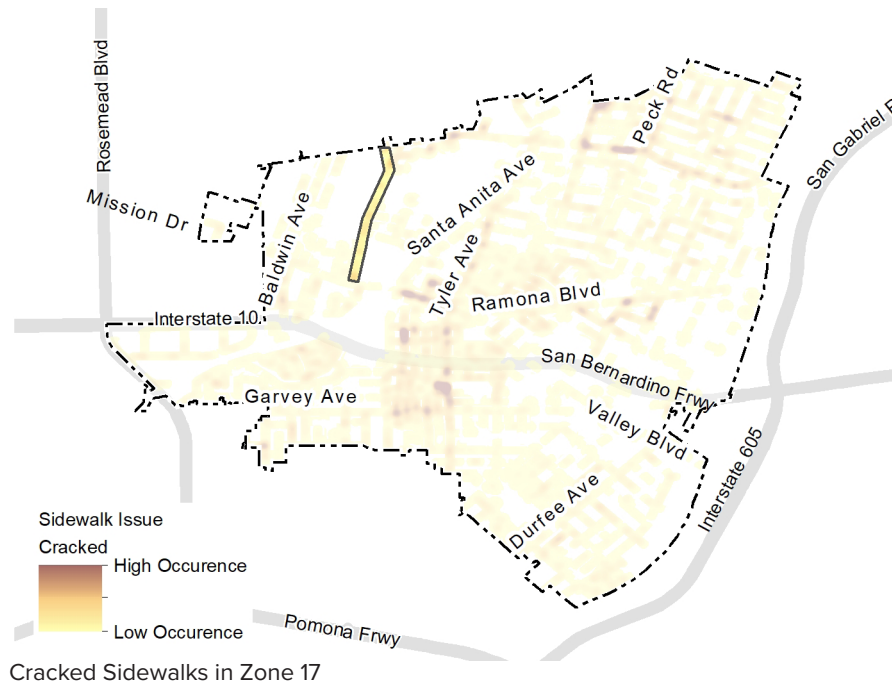 Rosemead Blvd
Peck Rd
San Gabriel
Mission Dr
Baldwin Ave
Santa Anita Ave
Tyler Ave
Ramona Blvd
Interstate 10
San Bernardino Frwy
Garvey Ave
Valley Blvd
Interstate 605
Durfee Ave
Sidewalk Issue
Cracked
High Occurence
Low Occurence
Pomona Frwy
Cracked Sidewalks in Zone 17